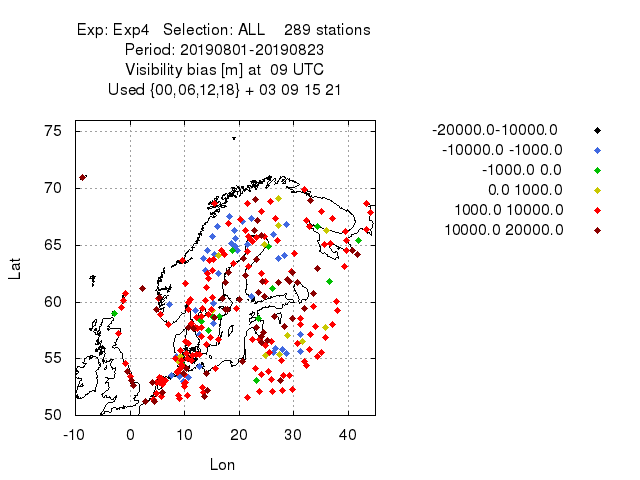 Exp: Exp4 Selection: ALL 289 stations
Period: 20190801-20190823
Visibility bias [m] at 09 UTC
Used {00,06,12,18} + 03 09 15 21
75
70
65
60
55
50
Lat
-10 0 10 20 30 40
Lon
-20000.0-10000.0
-10000.0 -1000.0
-1000.0 0.0
0.0 1000.0
1000.0 10000.0
10000.0 20000.0